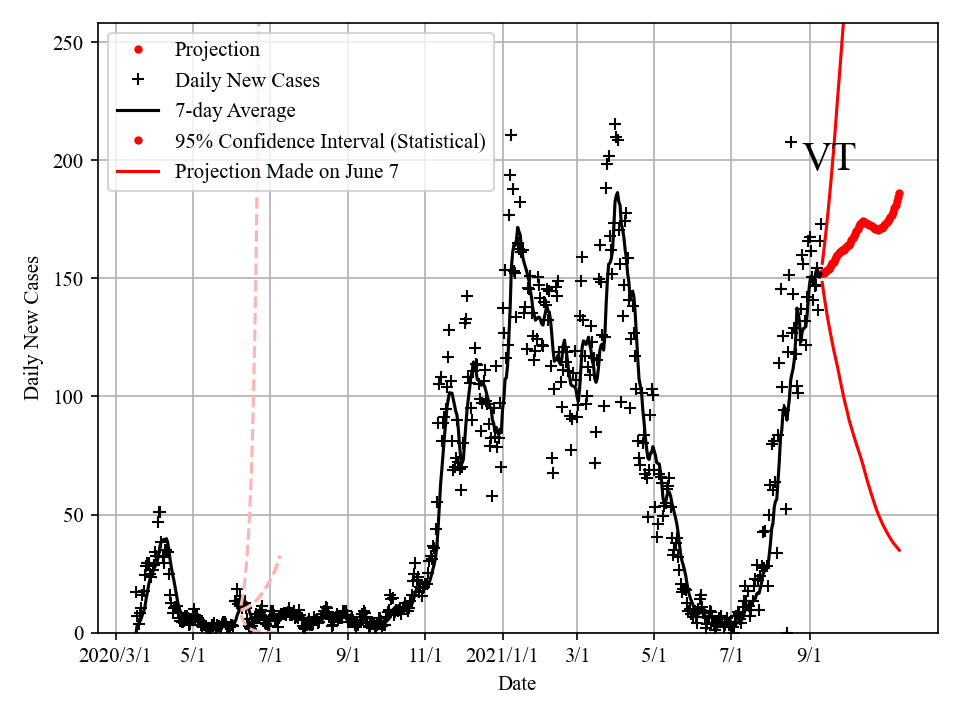 250
200
150
100
50
0
Daily New Cases
Projection
Daily New Cases
7-day Average
95% Confidence Interval (Statistical)
Projection Made on June 7
VT
2020/3/1 5/1 7/1 9/1 11/1 2021/1/1 3/1 5/1 7/1 9/1
Date